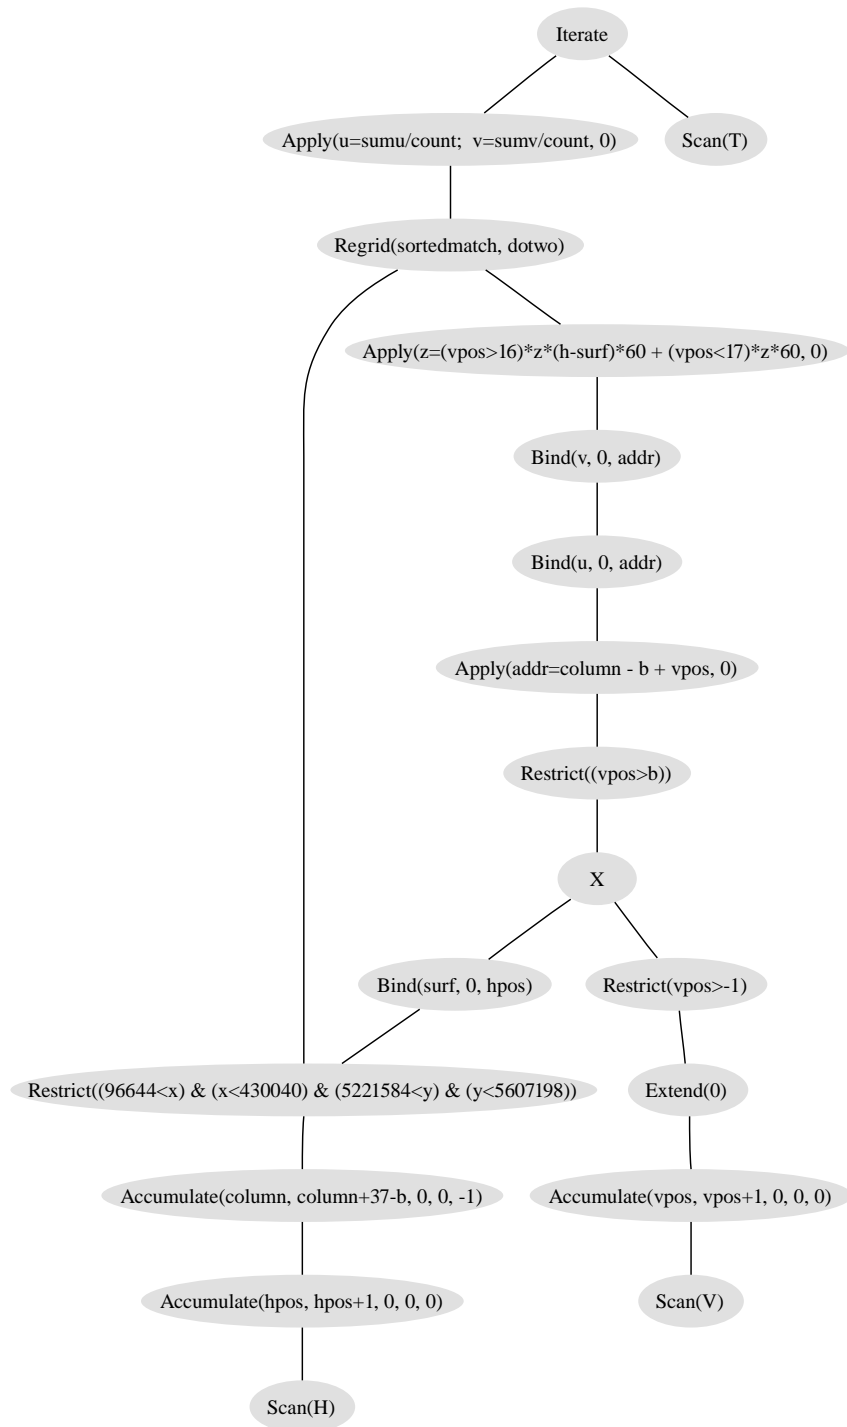 Iterate
Apply(u=sumu/count;  v=sumv/count, 0)
Scan(T)
Regrid(sortedmatch, dotwo)
Apply(z=(vpos>16)*z*(h-surf)*60 + (vpos<17)*z*60, 0)
Bind(v, 0, addr)
Bind(u, 0, addr)
Apply(addr=column - b + vpos, 0)
Restrict((vpos>b))
X
Bind(surf, 0, hpos)
Restrict(vpos>-1)
Restrict((96644<x) & (x<430040) & (5221584<y) & (y<5607198))
Extend(0)
Accumulate(column, column+37-b, 0, 0, -1)
Accumulate(vpos, vpos+1, 0, 0, 0)
Accumulate(hpos, hpos+1, 0, 0, 0)
Scan(V)
Scan(H)